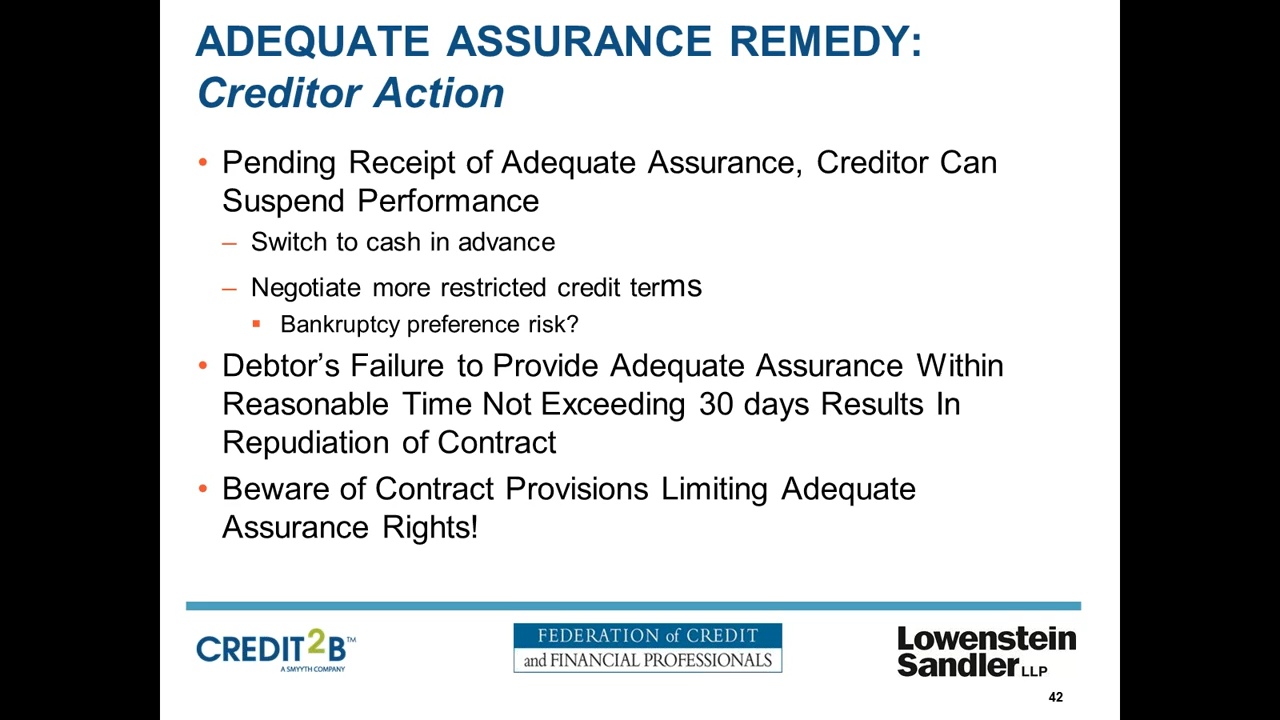 ADEQUATE ASSURANCE REMEDY:
Creditor Action
• Pending Receipt of Adequate Assurance, Creditor Can
Suspend Performance
– Switch to cash in advance
– Negotiate more restricted credit terms
▪ Bankruptcy preference risk?
• Debtor’s Failure to Provide Adequate Assurance Within
Reasonable Time Not Exceeding 30 days Results In
Repudiation of Contract
• Beware of Contract Provisions Limiting Adequate
Assurance Rights!
CREDIT2B™
A SMYYTH COMPANY
FEDERATION of CREDIT
and FINANCIAL PROFESSIONALS
Lowenstein
Sandler LLP
42